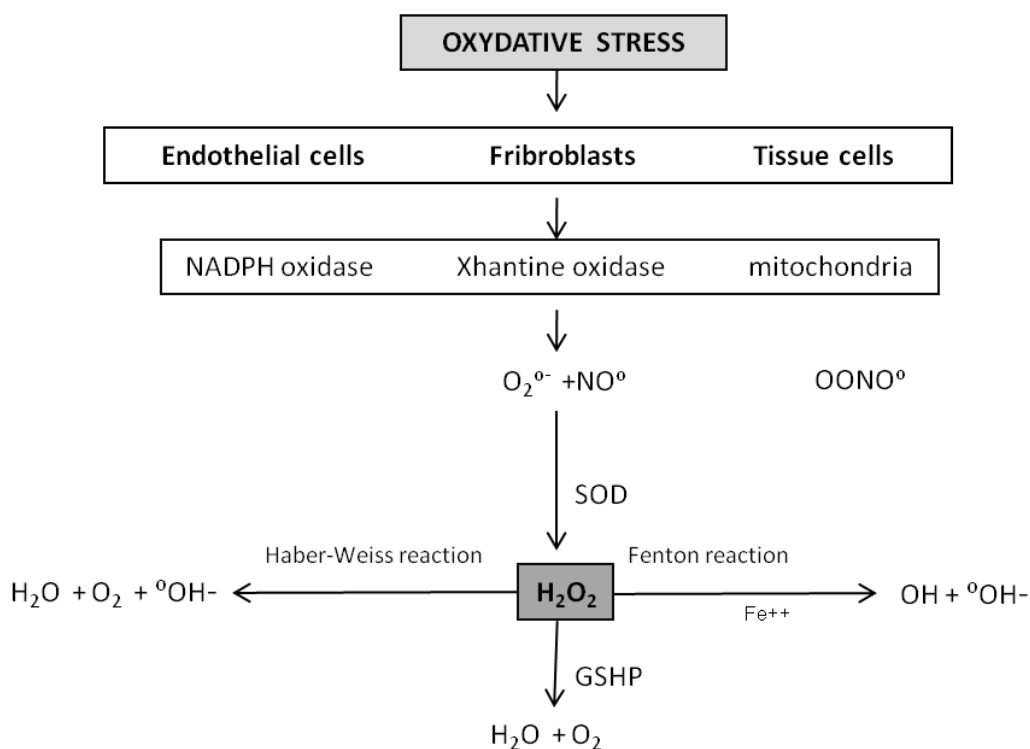 OXYDATIVE STRESS
Endothelial cells Fribroblasts Tissue cells
NADPH oxidase Xhantine oxidase mitochondria
O₂º⁻ +NOº OONOº
SOD
Haber-Weiss reaction Fenton reaction
H₂O + O₂ + ºOH- H₂O₂ OH + ºOH-
Fe++
GSHP
H₂O + O₂